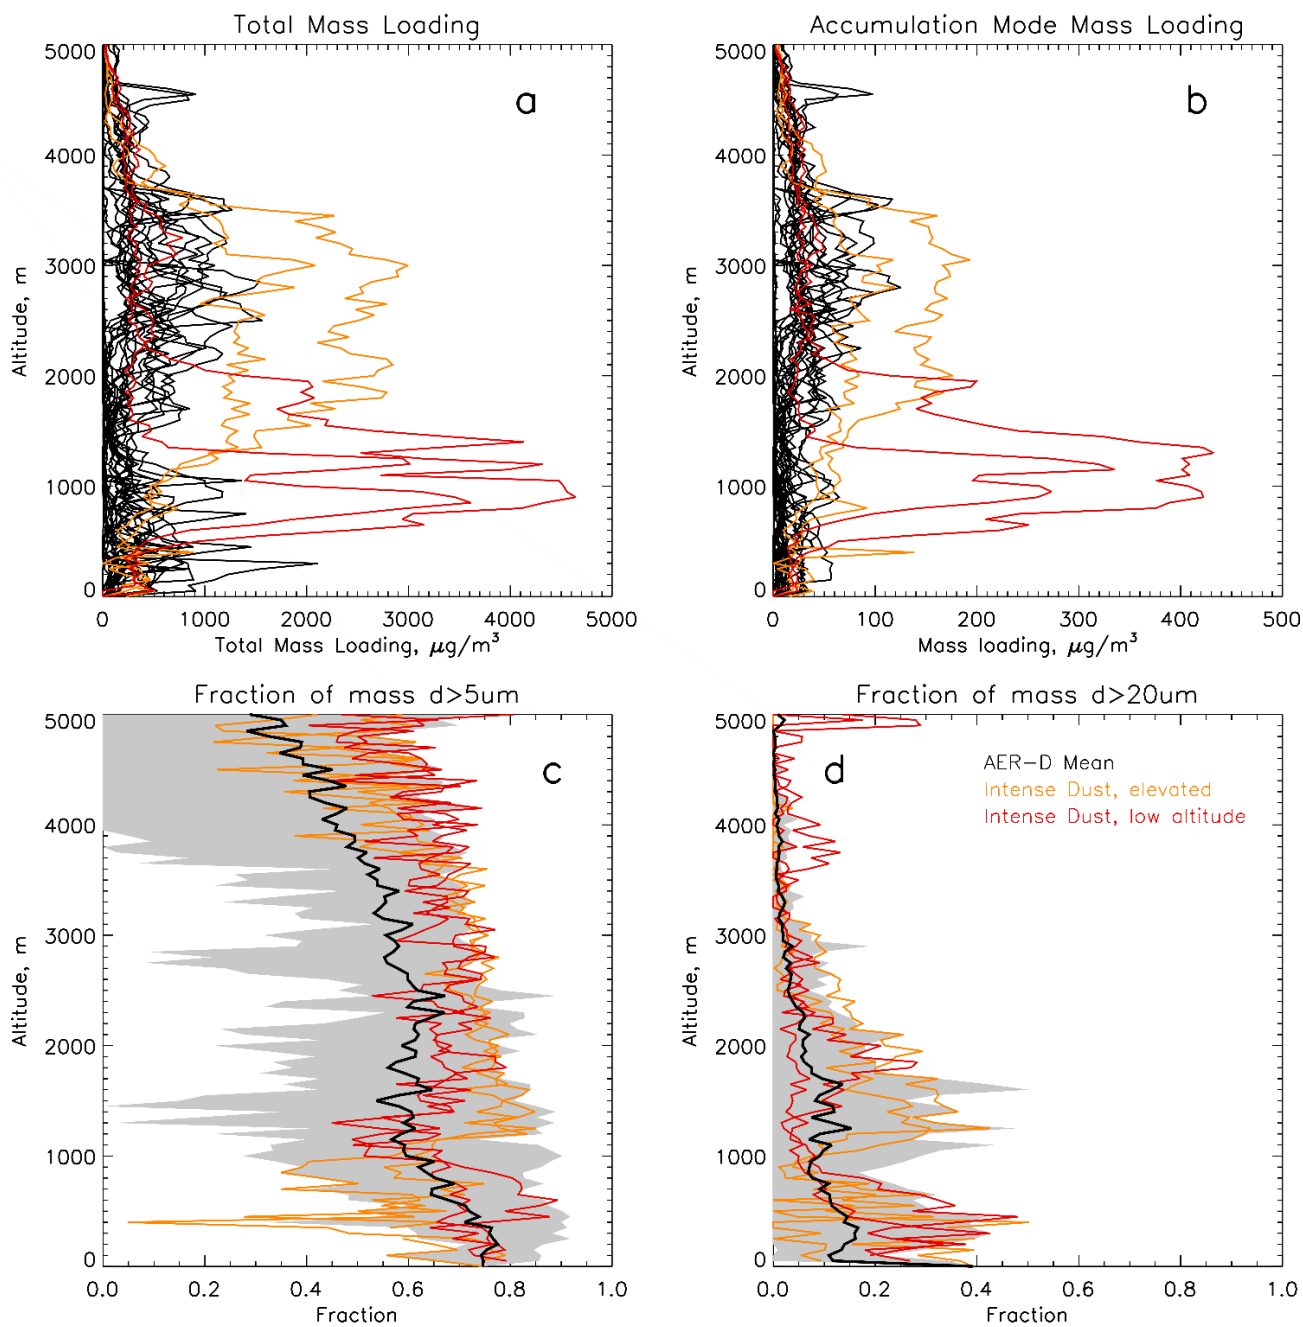 Total Mass Loading
5000
4000
3000
2000
1000
0
Altitude, m
a
0 1000 2000 3000 4000 5000
Total Mass Loading, μg/m³
Accumulation Mode Mass Loading
5000
4000
3000
2000
1000
0
Altitude, m
b
0 100 200 300 400 500
Mass loading, μg/m³
Fraction of mass d>5um
5000
4000
3000
2000
1000
0
Altitude, m
c
0.0 0.2 0.4 0.6 0.8 1.0
Fraction
Fraction of mass d>20um
5000
4000
3000
2000
1000
0
Altitude, m
d
AER-D Mean
Intense Dust, elevated
Intense Dust, low altitude
0.0 0.2 0.4 0.6 0.8 1.0
Fraction